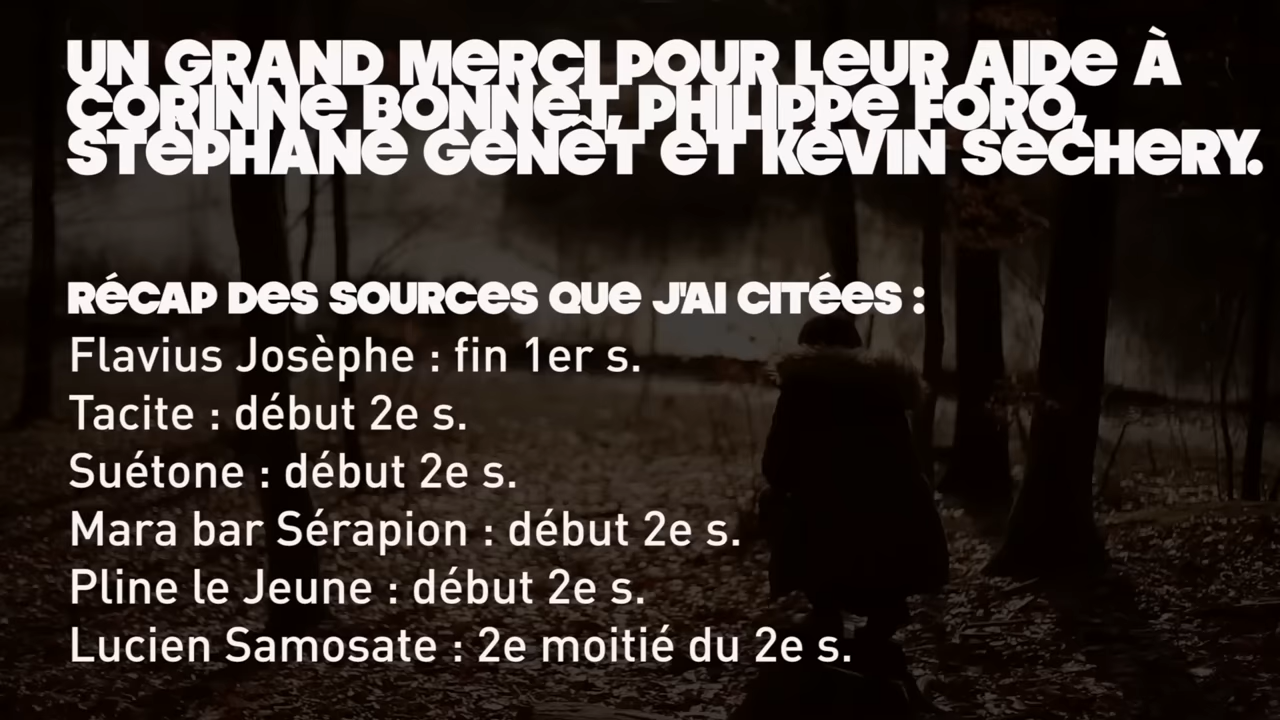 UN GRAND MERCI POUR LEUR AIDE À
CORINNE BONNET, PHILIPPE FORO,
STÉPHANE GENÊT ET KEVIN SECHERY.
RÉCAP DES SOURCES QUE J'AI CITÉES :
Flavius Josèphe : fin 1er s.
Tacite : début 2e s.
Suétone : début 2e s.
Mara bar Sérapion : début 2e s.
Pline le Jeune : début 2e s.
Lucien Samosate : 2e moitié du 2e s.